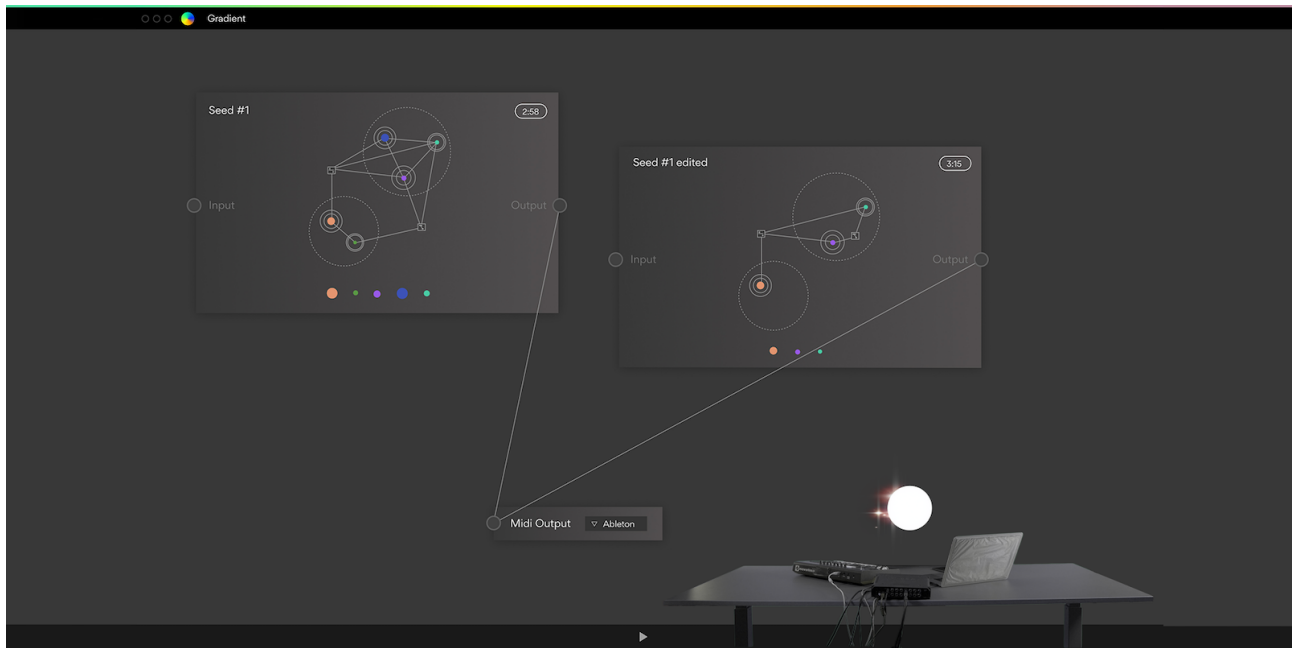 Gradient
Seed #1
2:58
Input
Output
Seed #1 edited
3:15
Input
Output
Midi Output
Ableton